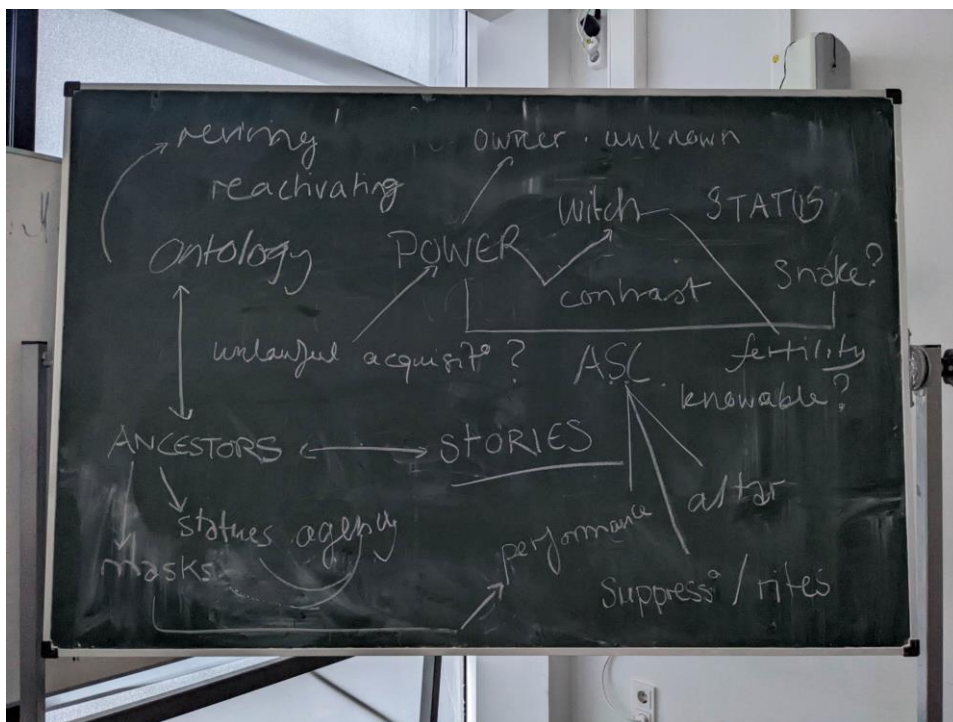 reviving
owner. unknown
reactivating
witch
STATUS
Ontology
POWER
Snake?
contrast
unlawful acquisit°?
ASC
fertility
knowable?
ANCESTORS
STORIES
altar
statues agency
performance
masks
Suppress° / rites